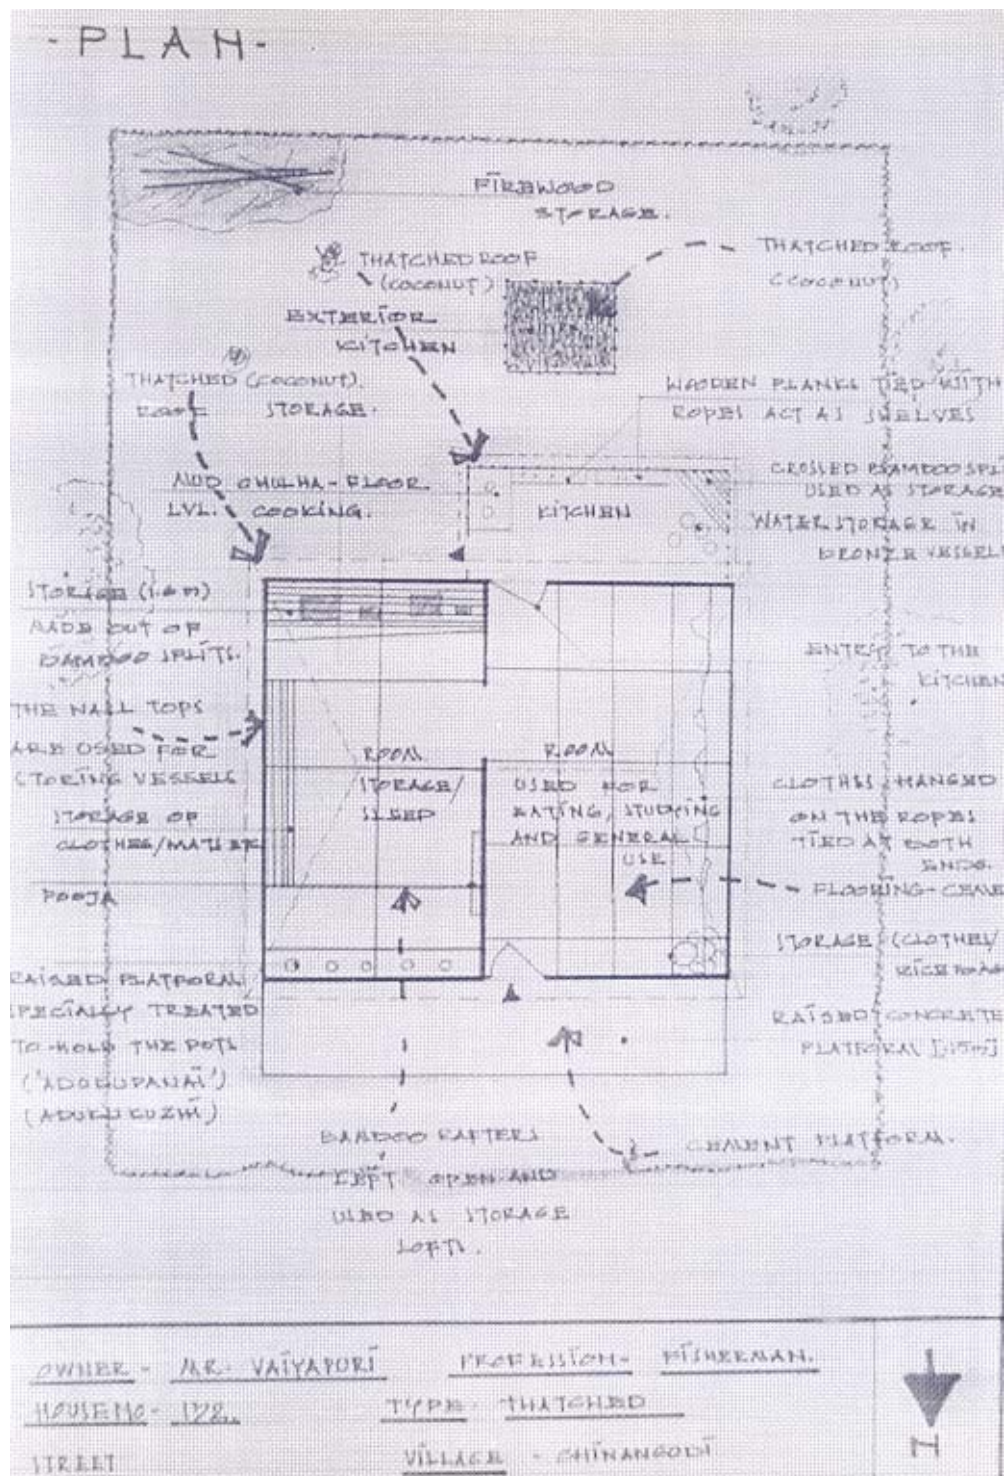 - PLAN -
FIREWOOD
STORAGE.
THATCHED ROOF
(COCONUT)
THATCHED ROOF.
(COCONUT)
EXTERIOR
KITCHEN
THATCHED (COCONUT).
ROOF STORAGE.
WOODEN PLANKS TIED WITH
ROPES ACT AS SHELVES
MUD CHULHA - FLOOR
LVL. COOKING.
KITCHEN
CROSSED BAMBOO SPLI
USED AS STORAGE
WATER STORAGE IN
BRONZE VESSELS
STORAGE (1.6 m)
MADE OUT OF
BAMBOO SPLITS.
ENTRY TO THE
KITCHEN
THE WALL TOPS
ARE USED FOR
STORING VESSELS
STORAGE OF
CLOTHES/
ROOM
STORAGE/
ROOM
USED FOR
EATING, STUDYING
AND GENERAL
USE
CLOTHES HANGED
ON THE ROPES
TIED AT BOTH
ENDS.
POOJA
FLOORING -
STORAGE (CLOTHES/
RAISED PLATFORM
SPECIALLY TREATED
TO HOLD THE POTS
RAISED CONCRETE
PLATFORM
BAMBOO RAFTERS
LEFT OPEN AND
USED AS STORAGE
LOFTS.
CEMENT PLATFORM.
OWNER - MR. VAIYAPURI
PROFESSION - FISHERMAN.
HOUSE NO -
TYPE - THATCHED
STREET
VILLAGE - CHINANGUDI
N